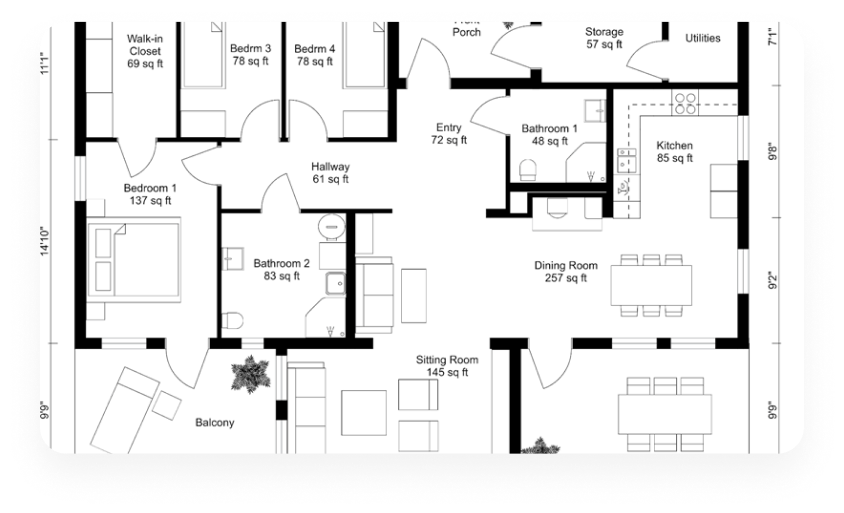 Porch
Storage
57 sq ft
Utilities
7'1"
Walk-in
Closet
69 sq ft
Bedrm 3
78 sq ft
Bedrm 4
78 sq ft
11'1"
Entry
72 sq ft
Bathroom 1
48 sq ft
Kitchen
85 sq ft
9'8"
Hallway
61 sq ft
Bedroom 1
137 sq ft
14'10"
Bathroom 2
83 sq ft
Dining Room
257 sq ft
9'2"
Sitting Room
145 sq ft
Balcony
9'9"
9'9"